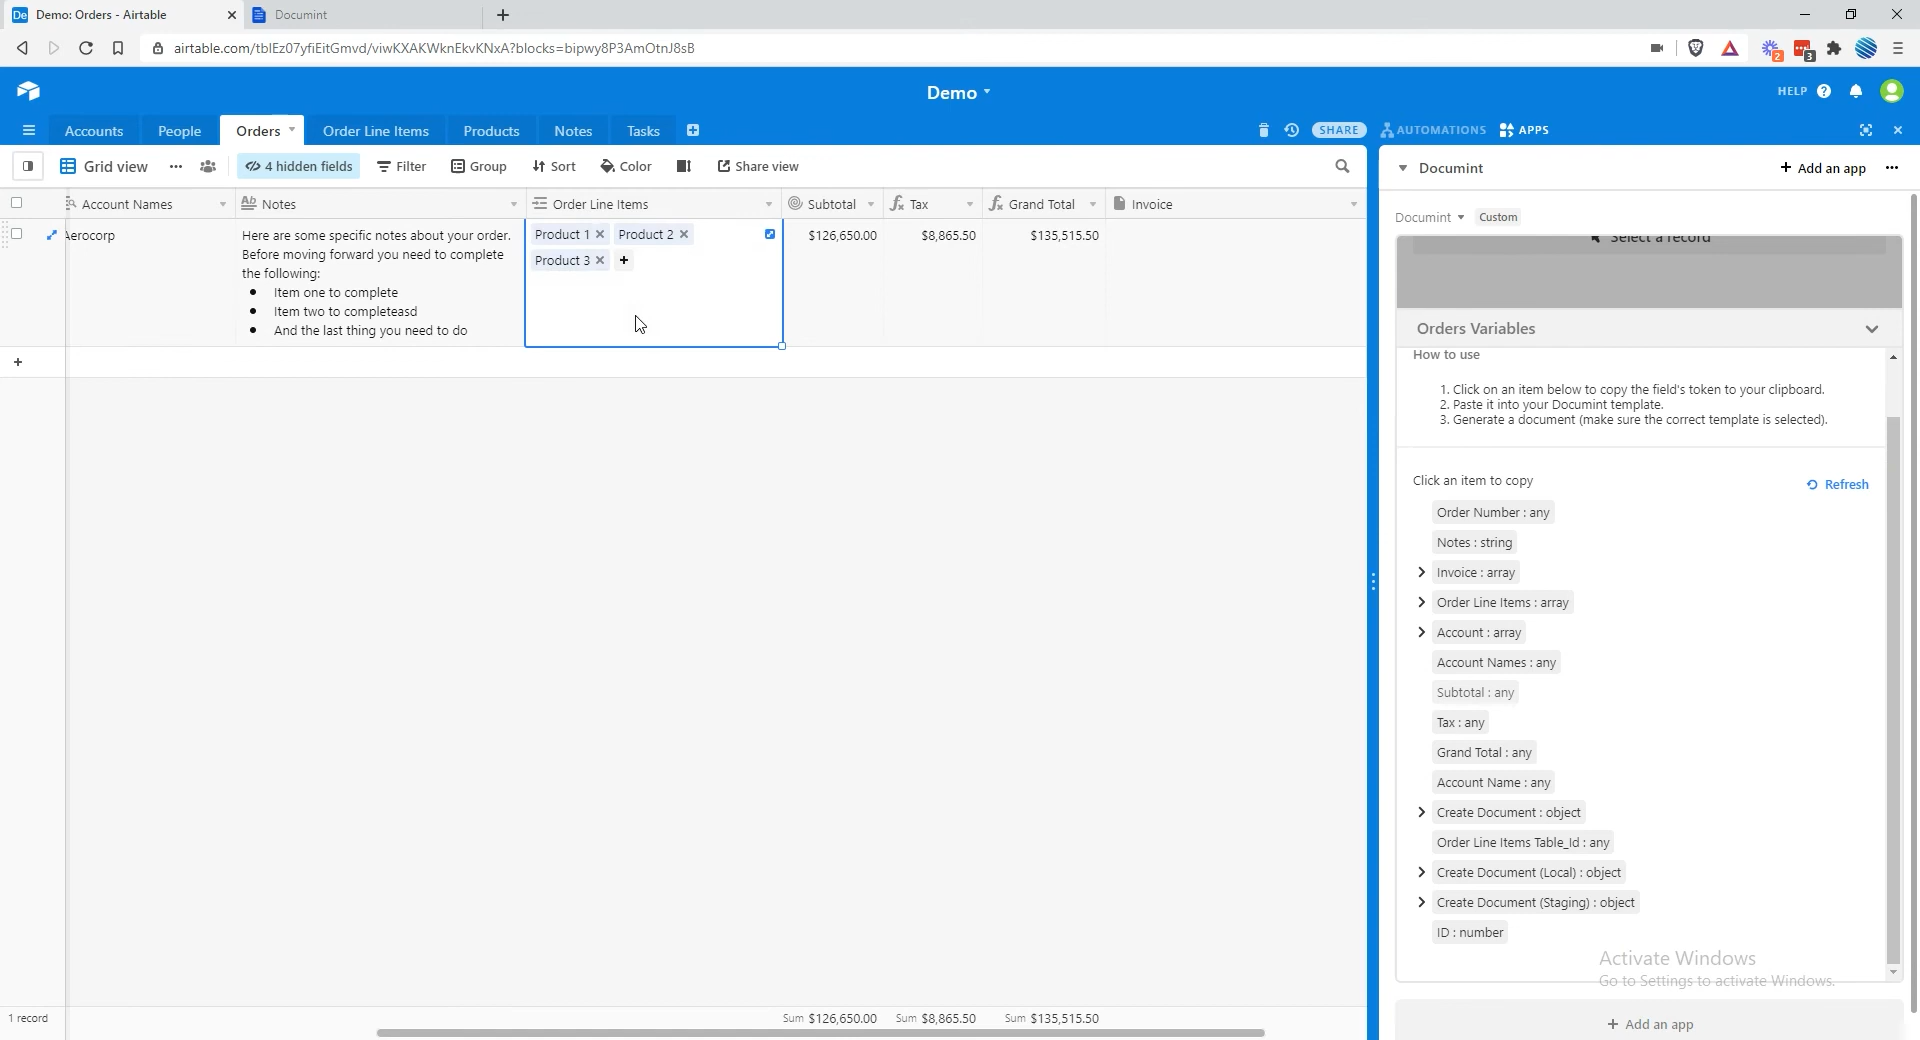 Demo: Orders - Airtable
Documint
airtable.com/tblEz07yfiEitGmvd/viwKXAKWknEkvKNxA?blocks=bipwy8P3AmOtnJ8sB
2
3
Demo
HELP
Accounts
People
Orders
Order Line Items
Products
Notes
Tasks
SHARE
AUTOMATIONS
APPS
Grid view
4 hidden fields
Filter
Group
Sort
Color
Share view
Documint
+ Add an app
Account Names
Notes
Order Line Items
Subtotal
Tax
Grand Total
Invoice
Aerocorp
Here are some specific notes about your order.
Before moving forward you need to complete
the following:
• Item one to complete
• Item two to completeasd
• And the last thing you need to do
Product 1
Product 2
Product 3
$126,650.00
$8,865.50
$135,515.50
Documint
Custom
Select a record
Orders Variables
How to use
1. Click on an item below to copy the field's token to your clipboard.
2. Paste it into your Documint template.
3. Generate a document (make sure the correct template is selected).
Click an item to copy
Refresh
Order Number : any
Notes : string
Invoice : array
Order Line Items : array
Account : array
Account Names : any
Subtotal : any
Tax : any
Grand Total : any
Account Name : any
Create Document : object
Order Line Items Table_Id : any
Create Document (Local) : object
Create Document (Staging) : object
ID : number
Activate Windows
Go to Settings to activate Windows.
+ Add an app
1 record
Sum $126,650.00
Sum $8,865.50
Sum $135,515.50